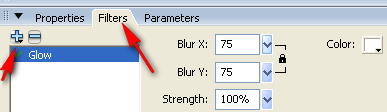 Properties Filters Parameters
Glow
Blur X: 75 Color:
Blur Y: 75
Strength: 100%